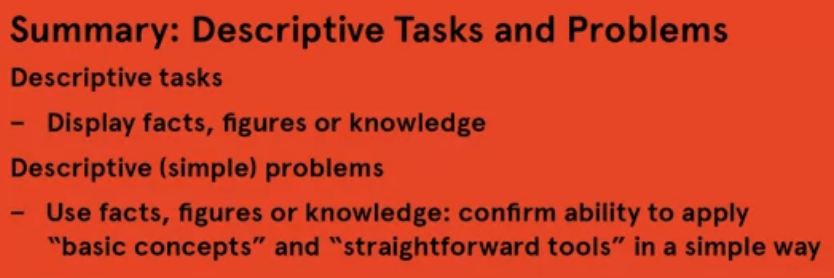 Summary: Descriptive Tasks and Problems
Descriptive tasks
– Display facts, figures or knowledge
Descriptive (simple) problems
– Use facts, figures or knowledge: confirm ability to apply
“basic concepts” and “straightforward tools” in a simple way